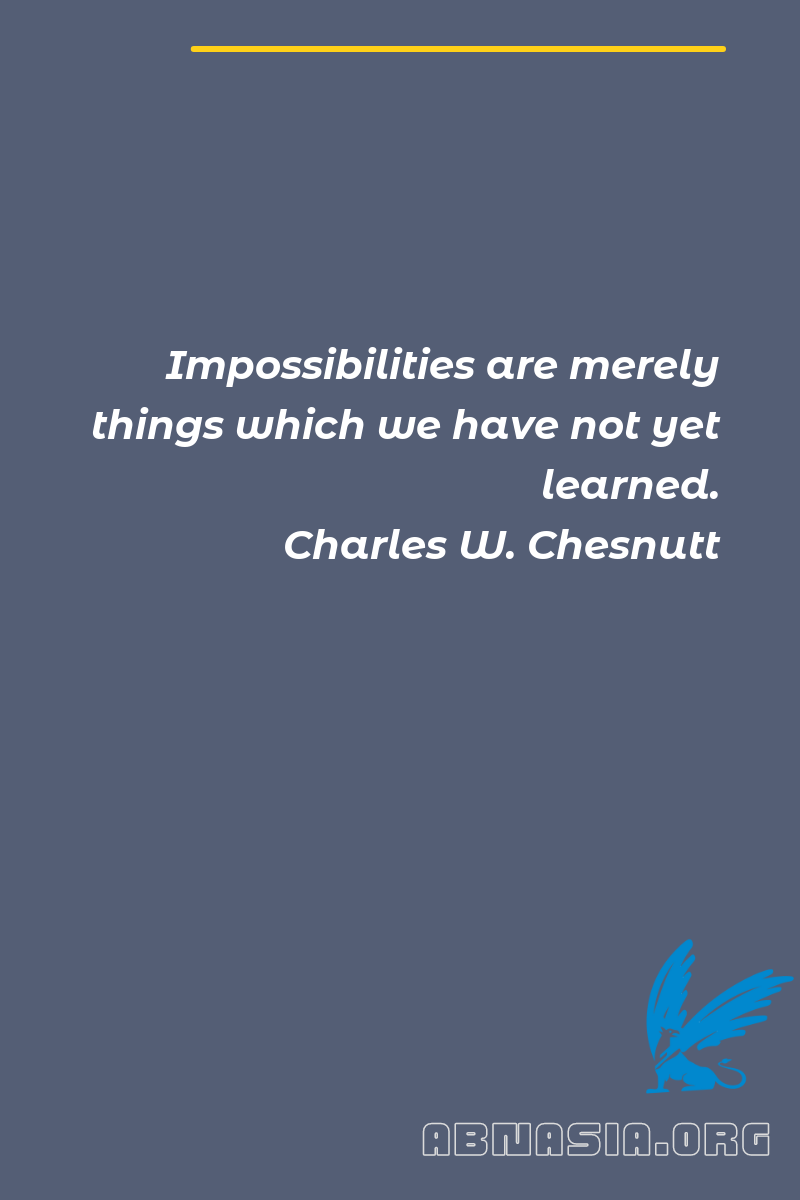 Impossibilities are merely
things which we have not yet
learned.
Charles W. Chesnutt
ABNASIA.ORG